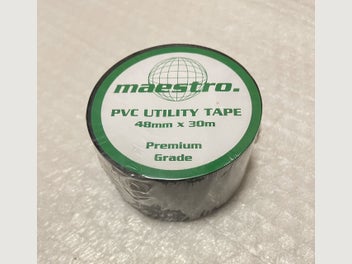 maestro.
PVC UTILITY TAPE
48mm x 30m
Premium
Grade